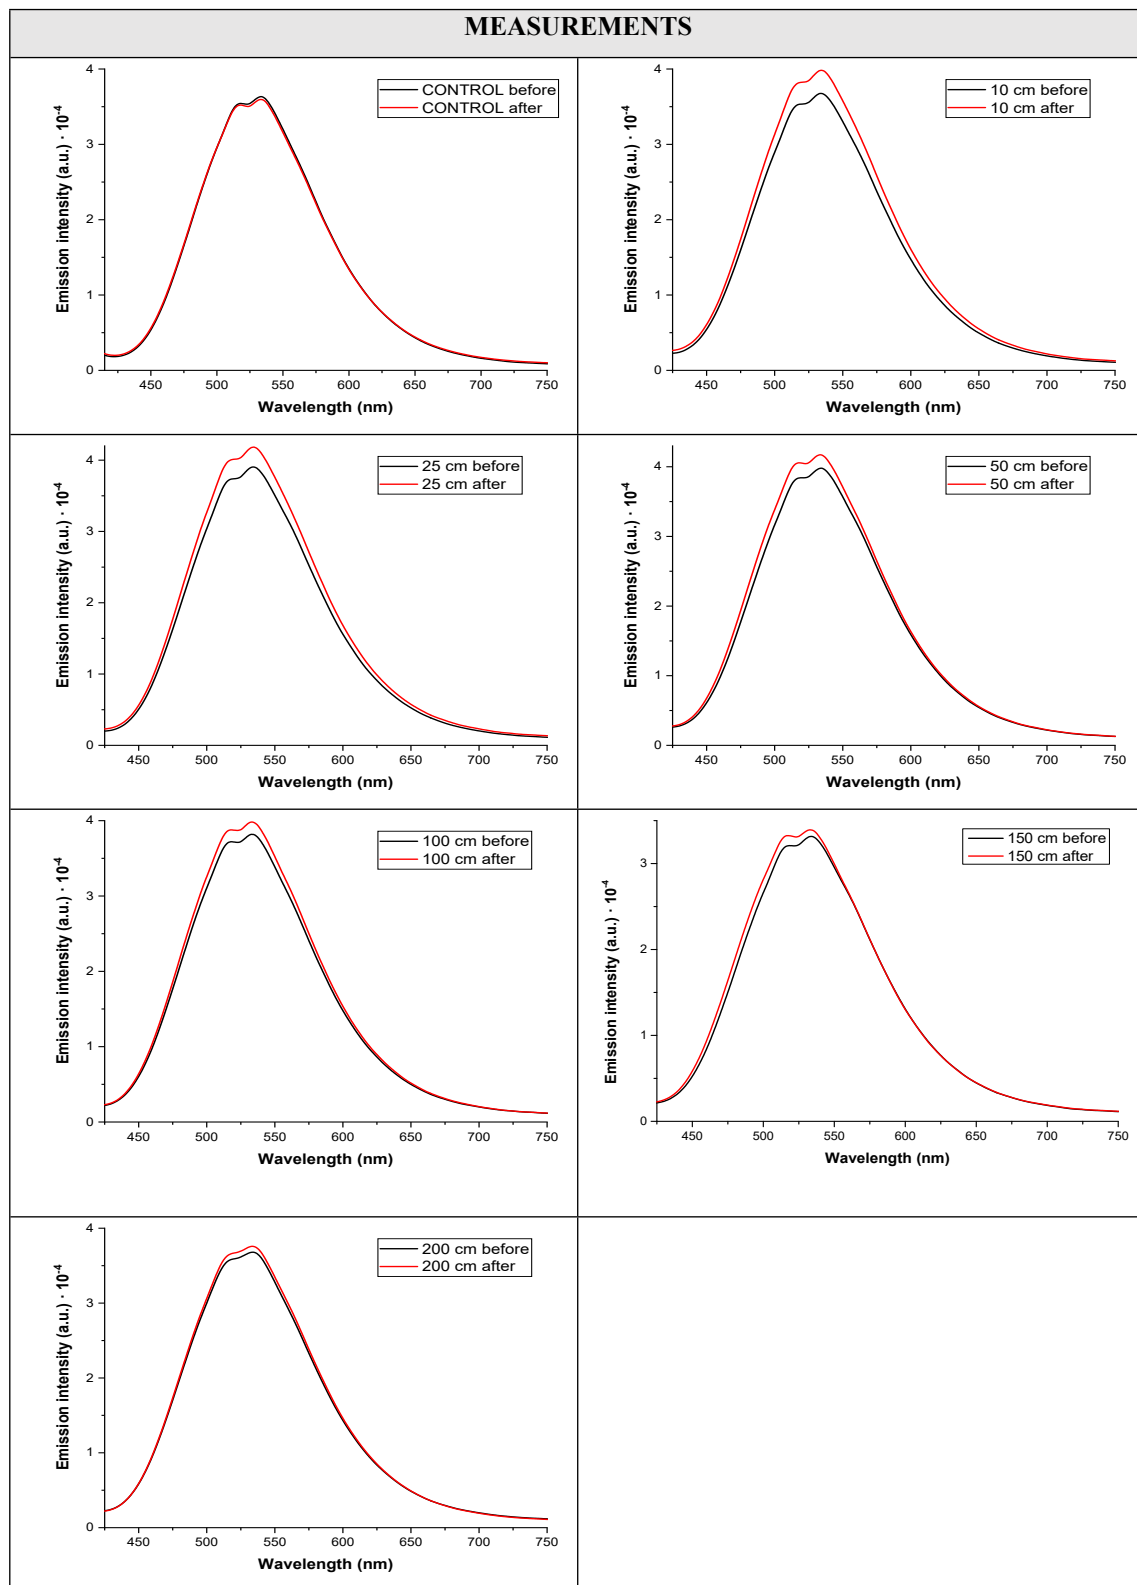 MEASUREMENTS
CONTROL before
CONTROL after
Emission intensity (a.u.) · 10⁻⁴
4
3
2
1
0
450 500 550 600 650 700 750
Wavelength (nm)
10 cm before
10 cm after
Emission intensity (a.u.) · 10⁻⁴
4
3
2
1
0
450 500 550 600 650 700 750
Wavelength (nm)
25 cm before
25 cm after
Emission intensity (a.u.) · 10⁻⁴
4
3
2
1
0
450 500 550 600 650 700 750
Wavelength (nm)
50 cm before
50 cm after
Emission intensity (a.u.) · 10⁻⁴
4
3
2
1
0
450 500 550 600 650 700 750
Wavelength (nm)
100 cm before
100 cm after
Emission intensity (a.u.) · 10⁻⁴
4
3
2
1
0
450 500 550 600 650 700 750
Wavelength (nm)
150 cm before
150 cm after
Emission intensity (a.u.) · 10⁻⁴
3
2
1
0
450 500 550 600 650 700 750
Wavelength (nm)
200 cm before
200 cm after
Emission intensity (a.u.) · 10⁻⁴
4
3
2
1
0
450 500 550 600 650 700 750
Wavelength (nm)